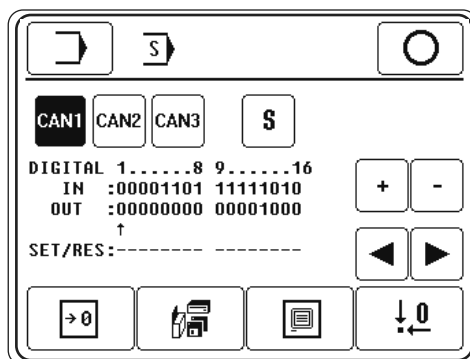 S
CAN1 CAN2 CAN3 S
DIGITAL 1......8 9......16
IN :00001101 11111010
OUT :00000000 00001000
↑
SET/RES:-------- --------
+ -
→0
↓0